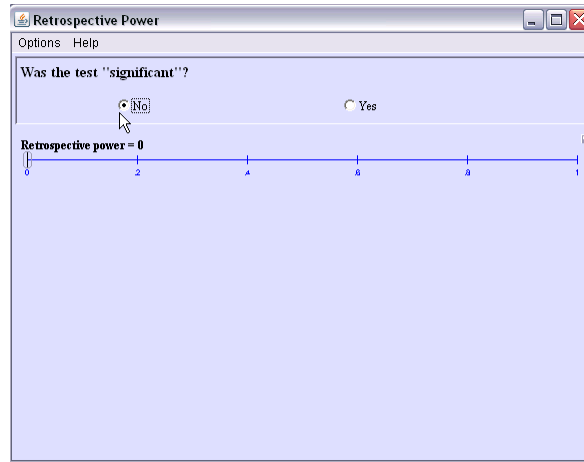 Retrospective Power
Options Help
Was the test "significant"?
No Yes
Retrospective power = 0
0 .2 .4 .6 .8 1